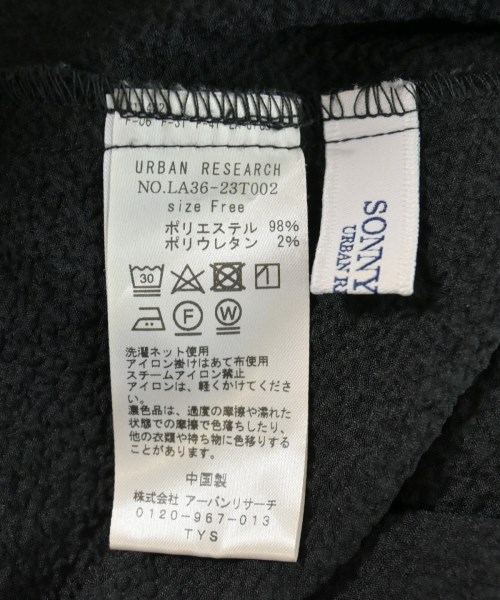 URBAN RESEARCH
NO.LA36-23T002
size Free
ポリエステル 98%
ポリウレタン 2%
30
F W
洗濯ネット使用
アイロン掛けはあて布使用
スチームアイロン禁止
アイロンは、軽くかけてくださ
い。
濃色品は、過度の摩擦や濡れた
状態での摩擦で色落ちしたり、
他の衣類や持ち物に色移りする
ことがあります。
中国製
株式会社 アーバンリサーチ
0120-967-013
TYS
SONNY
URBAN